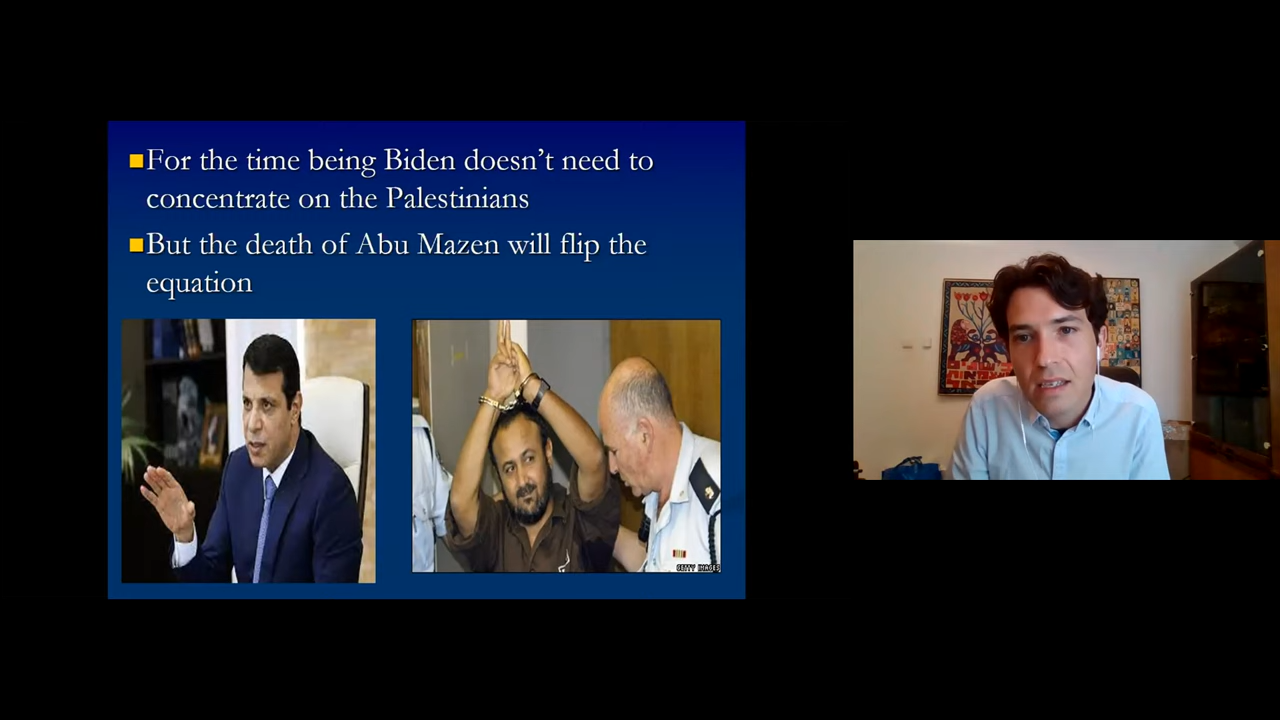 For the time being Biden doesn't need to
concentrate on the Palestinians
But the death of Abu Mazen will flip the
equation
GETTY IMAGES